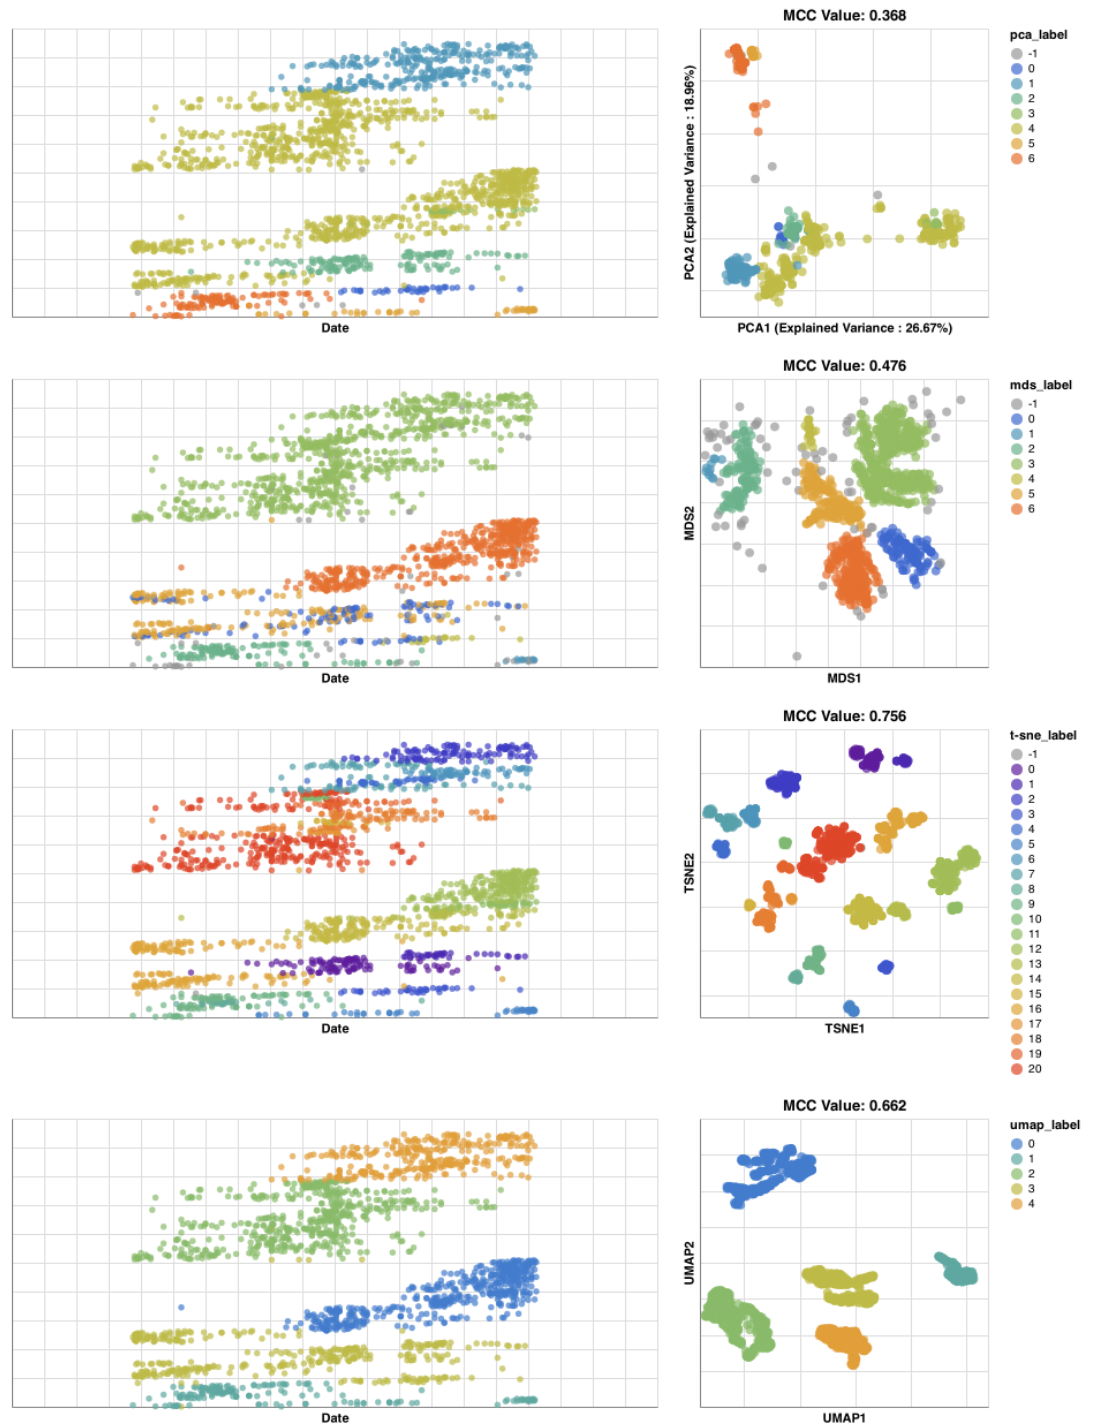 MCC Value: 0.368
PCA2 (Explained Variance : 18.96%)
Date
PCA1 (Explained Variance : 26.67%)
pca_label
-1
0
1
2
3
4
5
6
MCC Value: 0.476
MDS2
Date
MDS1
mds_label
-1
0
1
2
3
4
5
6
MCC Value: 0.756
TSNE2
Date
TSNE1
t-sne_label
-1
0
1
2
3
4
5
6
7
8
9
10
11
12
13
14
15
16
17
18
19
20
MCC Value: 0.662
UMAP2
Date
UMAP1
umap_label
0
1
2
3
4